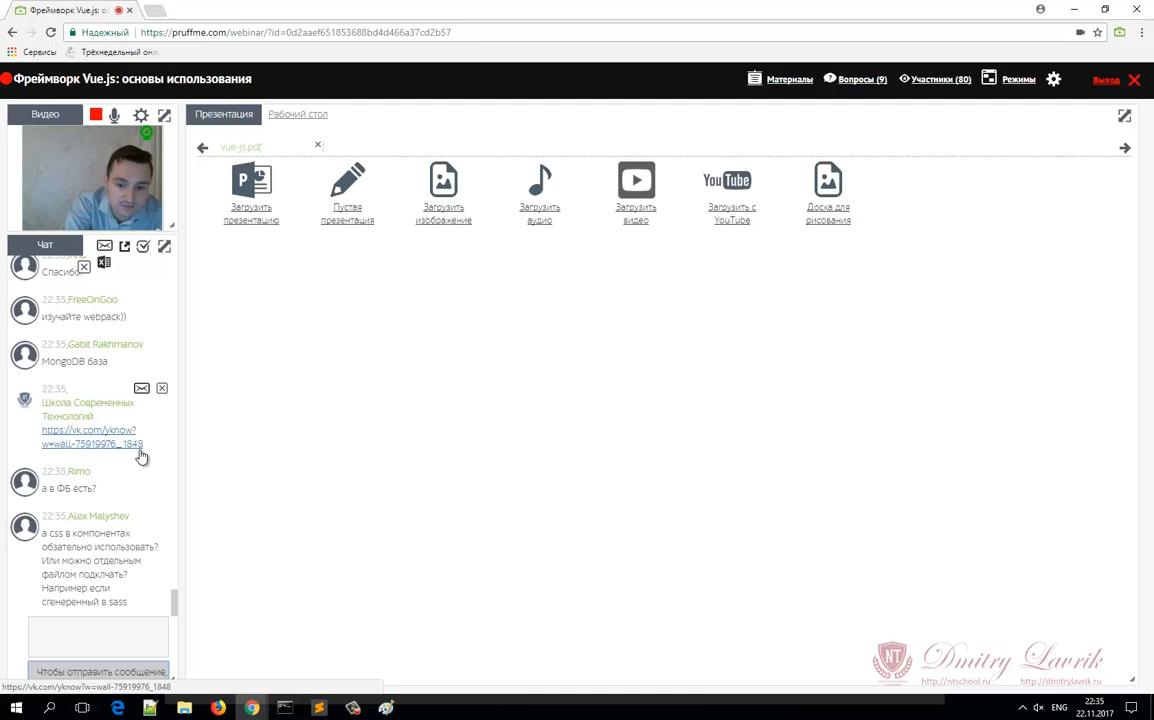 Фреймворк Vue.js: ос
Надежный
https://pruffme.com/webinar/?id=0d2aaef651853688bd4d466a37cd2b57
Сервисы
Трёхнедельный онл
Фреймворк Vue.js: основы использования
Материалы
Вопросы (9)
Участники (80)
Режимы
Выход
Видео
Презентация
Рабочий стол
vue-js.pdf
Загрузить презентацию
Пустая презентация
Загрузить изображение
Загрузить аудио
Загрузить видео
You Tube
Загрузить с YouTube
Доска для рисования
Чат
Спасибо
22:35,FreeOnGoo
изучайте webpack))
22:35,Gabit Rakhmanov
MongoDB база
22:35,
Школа Современных
Технологий
https://vk.com/yknow?
w=wall-75919976_1848
22:35,Rimo
а в ФБ есть?
22:35,Alex Malyshev
а css в компонентах
обзательно использовать?
Или можно отдельным
файлом подклчать?
Например если
сгенеренный в sass
Чтобы отправить сообщение,
https://vk.com/yknow?w=wall-75919976_1848
NT
Dmitry Lavrik
http://ntschool.ru
http://dmitrylavrik.ru
ENG
22:35
22.11.2017